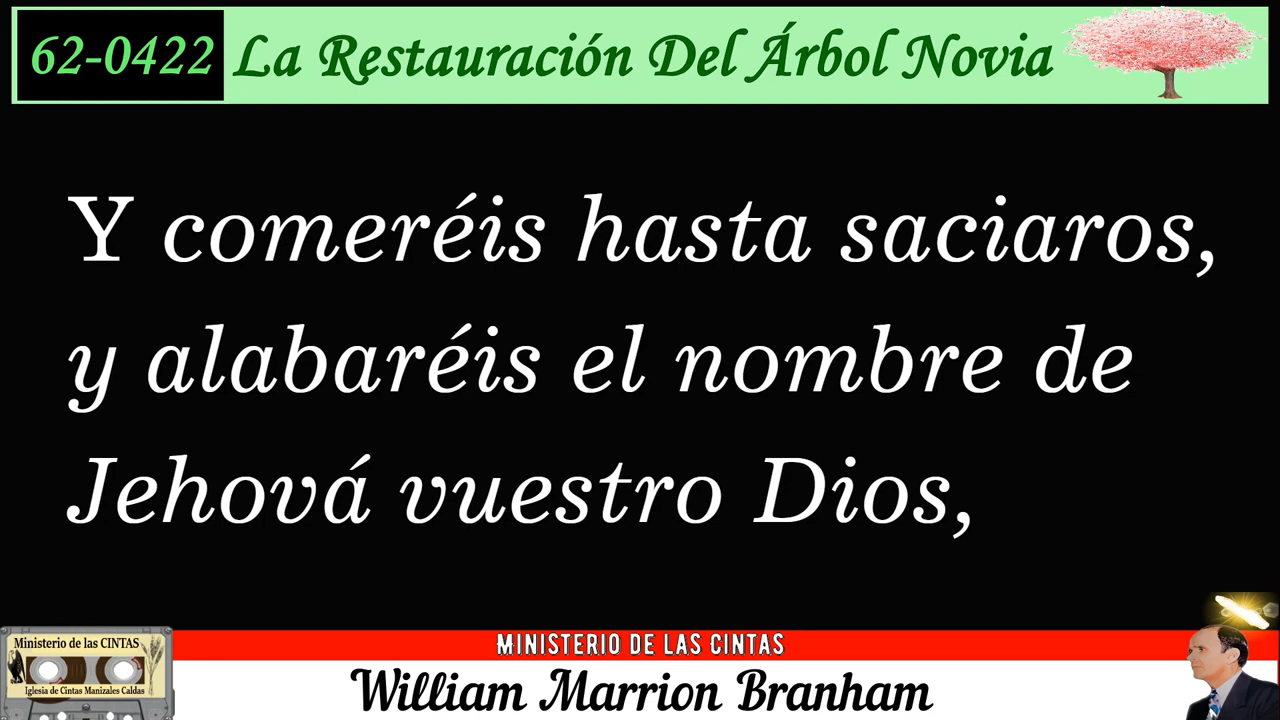 62-0422 La Restauración Del Árbol Novia
Y comeréis hasta saciaros,
y alabaréis el nombre de
Jehová vuestro Dios,
Ministerio de las CINTAS
Iglesia de Cintas Manizales Caldas
MINISTERIO DE LAS CINTAS
William Marrion Branham